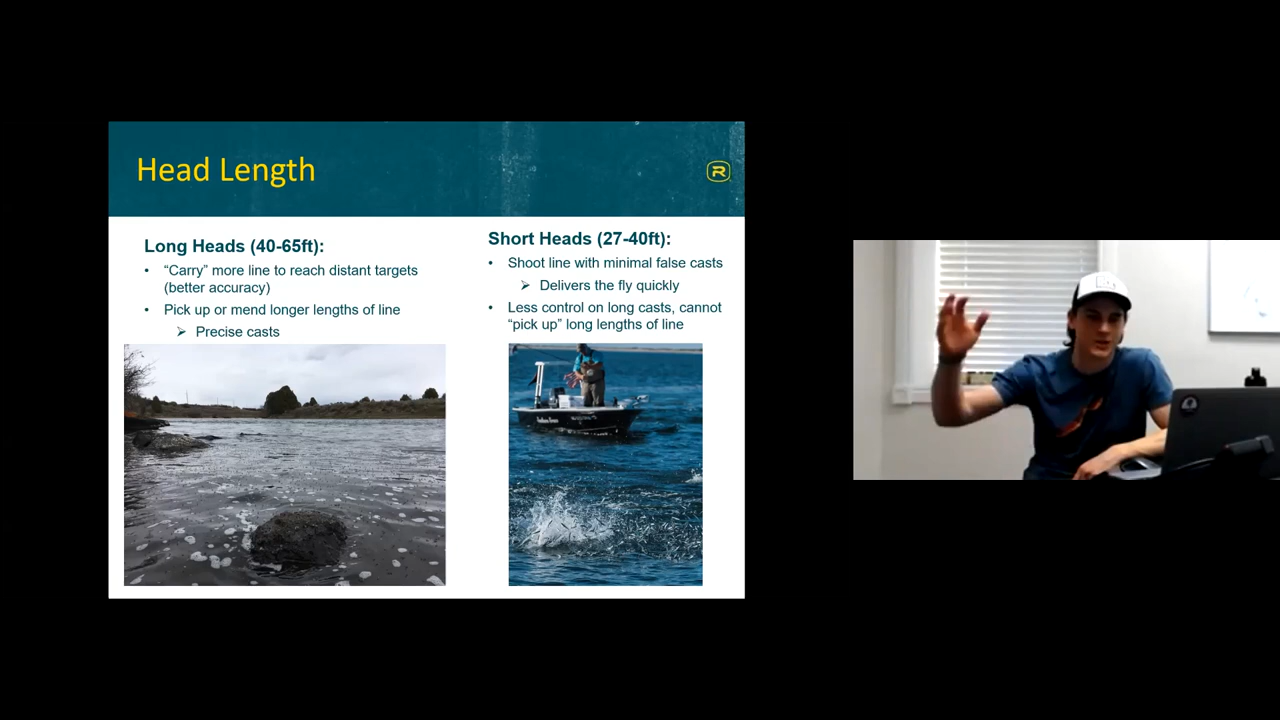 Head Length
R
Long Heads (40-65ft):
• “Carry” more line to reach distant targets
(better accuracy)
• Pick up or mend longer lengths of line
➢ Precise casts
Short Heads (27-40ft):
• Shoot line with minimal false casts
➢ Delivers the fly quickly
• Less control on long casts, cannot
“pick up” long lengths of line